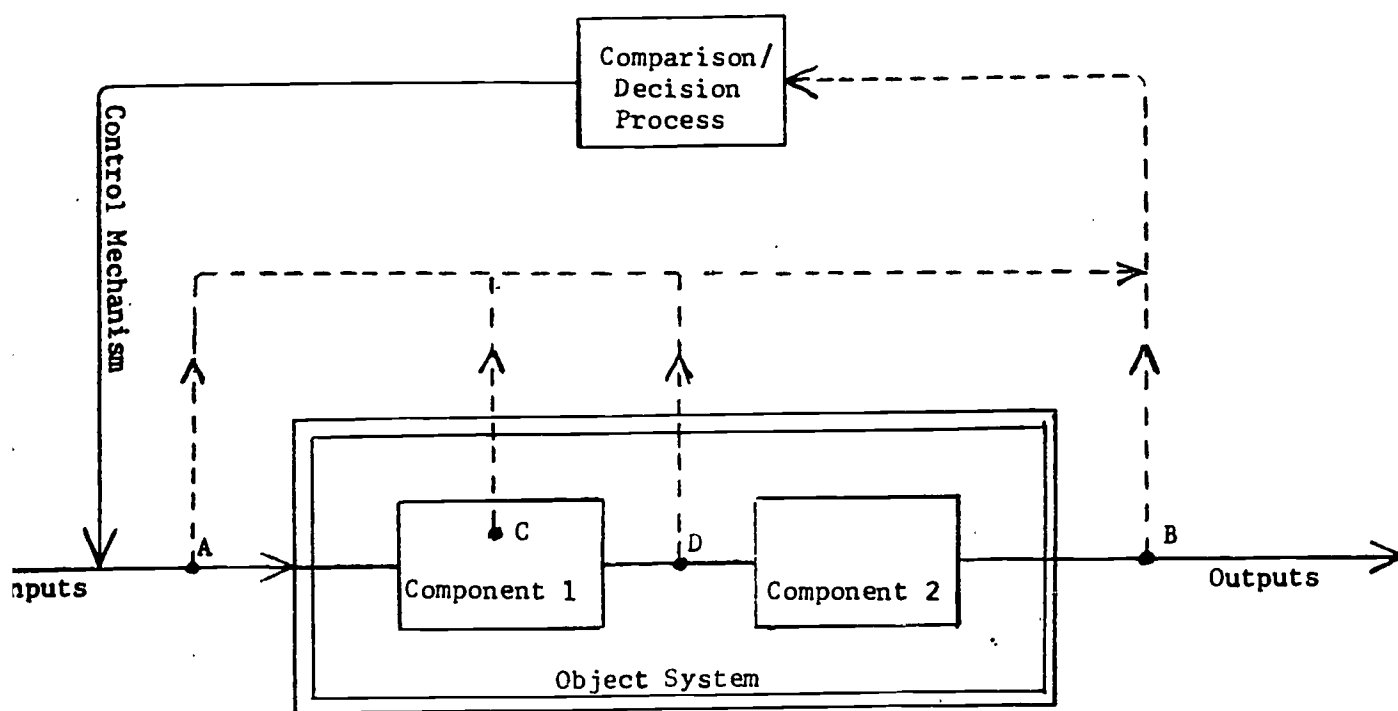 Comparison/
Decision
Process
Control Mechanism
A
C
D
B
nputs
Component 1
Component 2
Outputs
Object System